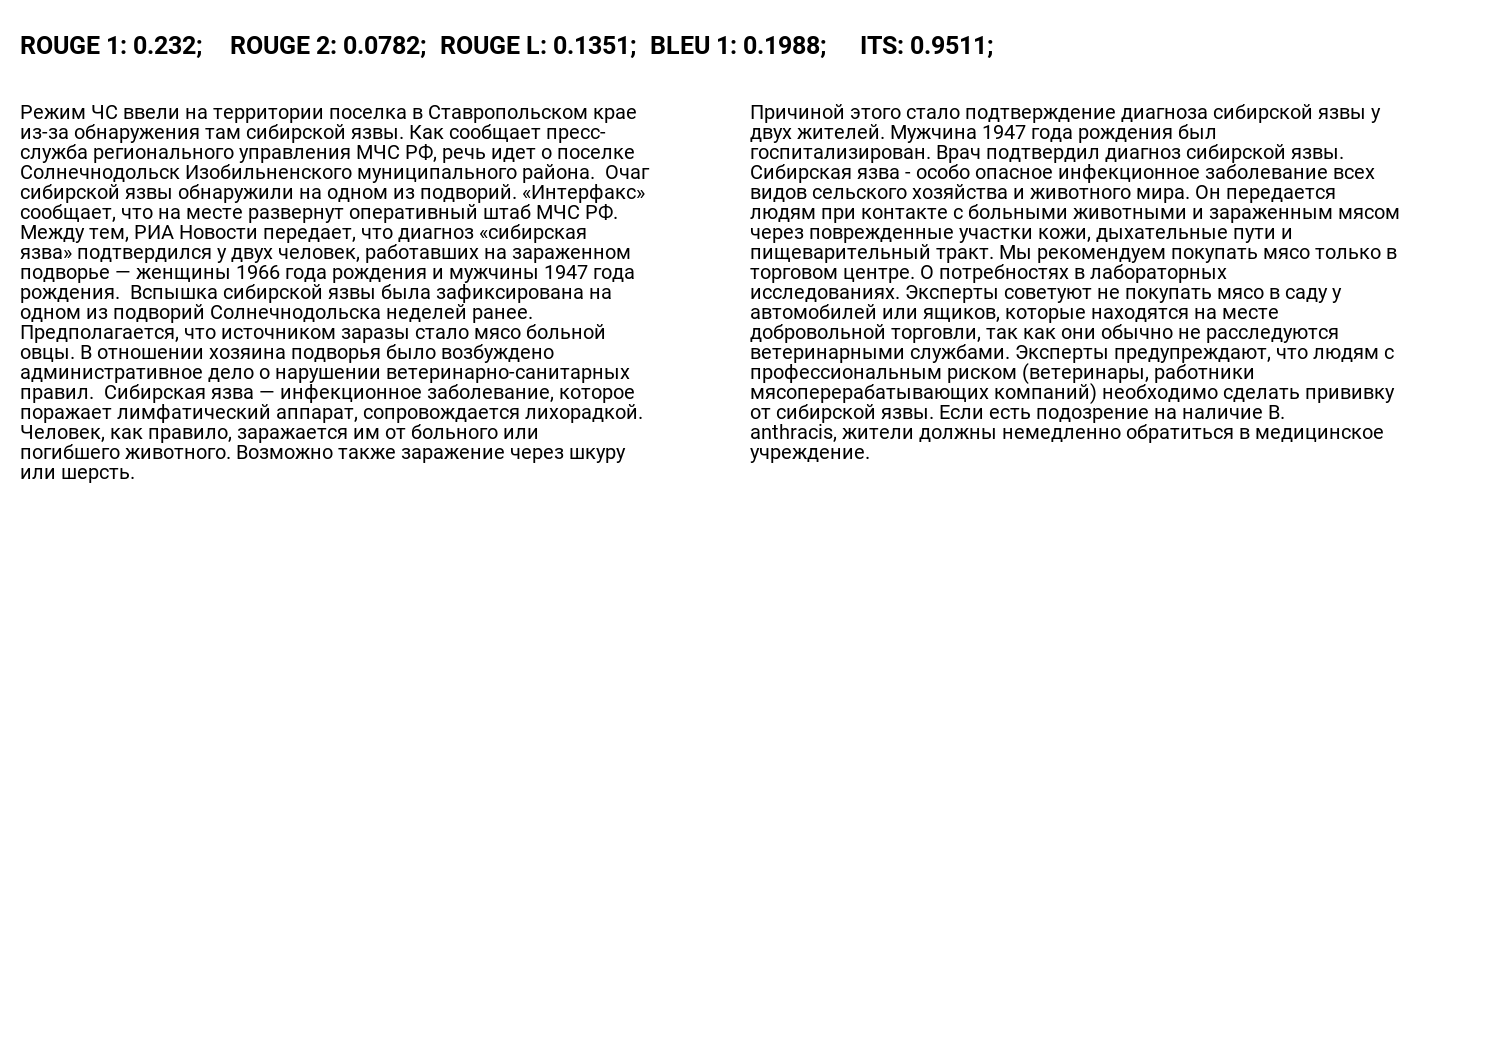 ROUGE 1: 0.232; ROUGE 2: 0.0782; ROUGE L: 0.1351; BLEU 1: 0.1988; ITS: 0.9511;
Режим ЧС ввели на территории поселка в Ставропольском крае
из-за обнаружения там сибирской язвы. Как сообщает пресс-
служба регионального управления МЧС РФ, речь идет о поселке
Солнечнодольск Изобильненского муниципального района.  Очаг
сибирской язвы обнаружили на одном из подворий. «Интерфакс»
сообщает, что на месте развернут оперативный штаб МЧС РФ.
Между тем, РИА Новости передает, что диагноз «сибирская
язва» подтвердился у двух человек, работавших на зараженном
подворье — женщины 1966 года рождения и мужчины 1947 года
рождения.  Вспышка сибирской язвы была зафиксирована на
одном из подворий Солнечнодольска неделей ранее.
Предполагается, что источником заразы стало мясо больной
овцы. В отношении хозяина подворья было возбуждено
административное дело о нарушении ветеринарно-санитарных
правил.  Сибирская язва — инфекционное заболевание, которое
поражает лимфатический аппарат, сопровождается лихорадкой.
Человек, как правило, заражается им от больного или
погибшего животного. Возможно также заражение через шкуру
или шерсть.
Причиной этого стало подтверждение диагноза сибирской язвы у
двух жителей. Мужчина 1947 года рождения был
госпитализирован. Врач подтвердил диагноз сибирской язвы.
Сибирская язва - особо опасное инфекционное заболевание всех
видов сельского хозяйства и животного мира. Он передается
людям при контакте с больными животными и зараженным мясом
через поврежденные участки кожи, дыхательные пути и
пищеварительный тракт. Мы рекомендуем покупать мясо только в
торговом центре. О потребностях в лабораторных
исследованиях. Эксперты советуют не покупать мясо в саду у
автомобилей или ящиков, которые находятся на месте
добровольной торговли, так как они обычно не расследуются
ветеринарными службами. Эксперты предупреждают, что людям с
профессиональным риском (ветеринары, работники
мясоперерабатывающих компаний) необходимо сделать прививку
от сибирской язвы. Если есть подозрение на наличие B.
anthracis, жители должны немедленно обратиться в медицинское
учреждение.